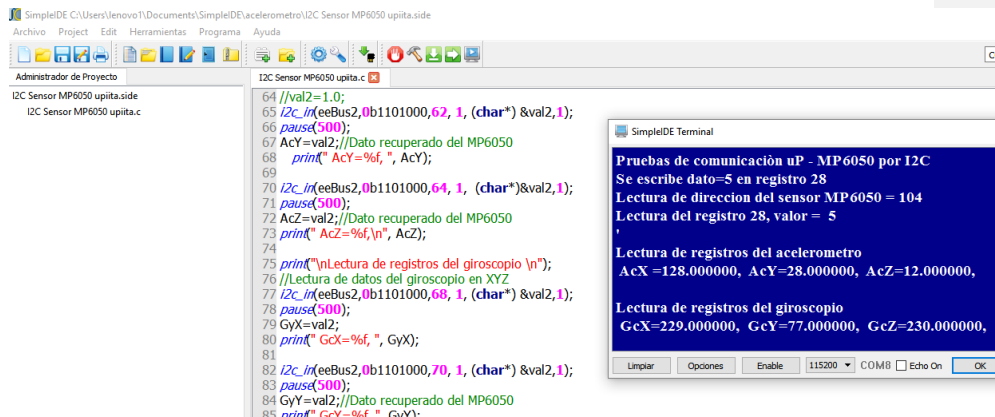 SimpleIDE C:\Users\lenovo1\Documents\SimpleIDE\acelerometro\I2C Sensor MP6050 upiita.side
Archivo Project Edit Herramientas Programa Ayuda
Administrador de Proyecto
I2C Sensor MP6050 upiita.side
I2C Sensor MP6050 upiita.c
I2C Sensor MP6050 upiita.c
64 //val2=1.0;
65 i2c_in(eeBus2,0b1101000,62, 1, (char*) &val2,1);
66 pause(500);
67 AcY=val2;//Dato recuperado del MP6050
68 print(" AcY=%f, ", AcY);
69
70 i2c_in(eeBus2,0b1101000,64, 1, (char*)&val2,1);
71 pause(500);
72 AcZ=val2;//Dato recuperado del MP6050
73 print(" AcZ=%f,\n", AcZ);
74
75 print("\nLectura de registros del giroscopio \n");
76 //Lectura de datos del giroscopio en XYZ
77 i2c_in(eeBus2,0b1101000,68, 1, (char*) &val2,1);
78 pause(500);
79 GyX=val2;
80 print(" GcX=%f, ", GyX);
81
82 i2c_in(eeBus2,0b1101000,70, 1, (char*) &val2,1);
83 pause(500);
84 GyY=val2;//Dato recuperado del MP6050
85 print(" GcY=%f, ", GyY);
SimpleIDE Terminal
Pruebas de comunicaciòn uP - MP6050 por I2C
Se escribe dato=5 en registro 28
Lectura de direccion del sensor MP6050 = 104
Lectura del registro 28, valor = 5
'
Lectura de registros del acelerometro
AcX =128.000000, AcY=28.000000, AcZ=12.000000,
Lectura de registros del giroscopio
GcX=229.000000, GcY=77.000000, GcZ=230.000000,
Limpiar Opciones Enable 115200 COM8 Echo On OK